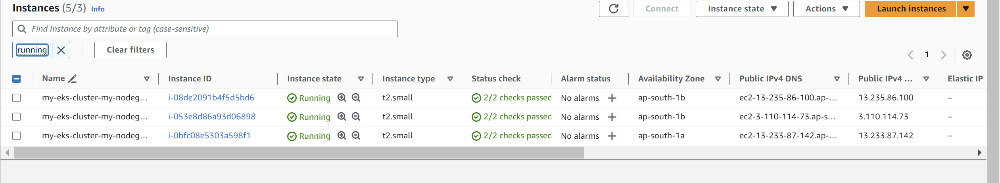 Instances (5/3) Info Connect Instance state Actions Launch instances
Find Instance by attribute or tag (case-sensitive)
running Clear filters
1
Name Instance ID Instance state Instance type Status check Alarm status Availability Zone Public IPv4 DNS Public IPv4 ... Elastic IP
my-eks-cluster-my-nodeg... i-08de2091b4f5d5bd6 Running t2.small 2/2 checks passed No alarms + ap-south-1b ec2-13-235-86-100.ap-... 13.235.86.100 –
my-eks-cluster-my-nodeg... i-053e8d86a93d06898 Running t2.small 2/2 checks passed No alarms + ap-south-1b ec2-3-110-114-73.ap-s... 3.110.114.73 –
my-eks-cluster-my-nodeg... i-0bfc08e5303a598f1 Running t2.small 2/2 checks passed No alarms + ap-south-1a ec2-13-233-87-142.ap-... 13.233.87.142 –